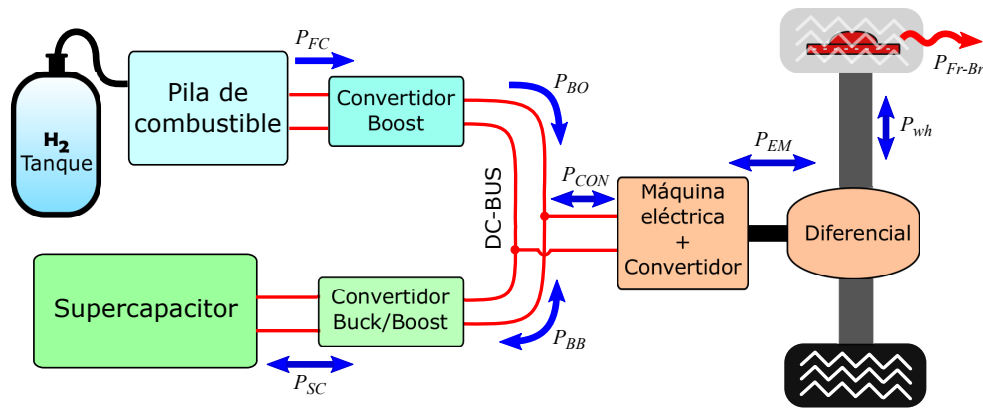 H2
Tanque
Pila de
combustible
P_FC
Convertidor
Boost
P_BO
DC-BUS
P_CON
Máquina
eléctrica
+
Convertidor
P_EM
Diferencial
P_wh
P_Fr-Br
Supercapacitor
P_SC
Convertidor
Buck/Boost
P_BB